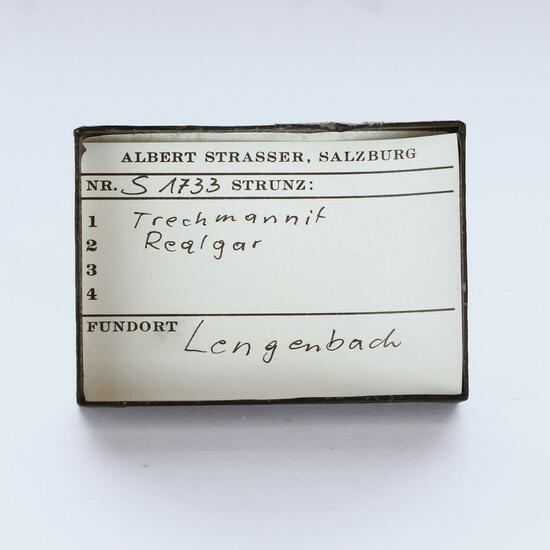 ALBERT STRASSER, SALZBURG
NR. S 1733 STRUNZ:
1 Trechmannit
2 Realgar
3
4
FUNDORT Lengenbach